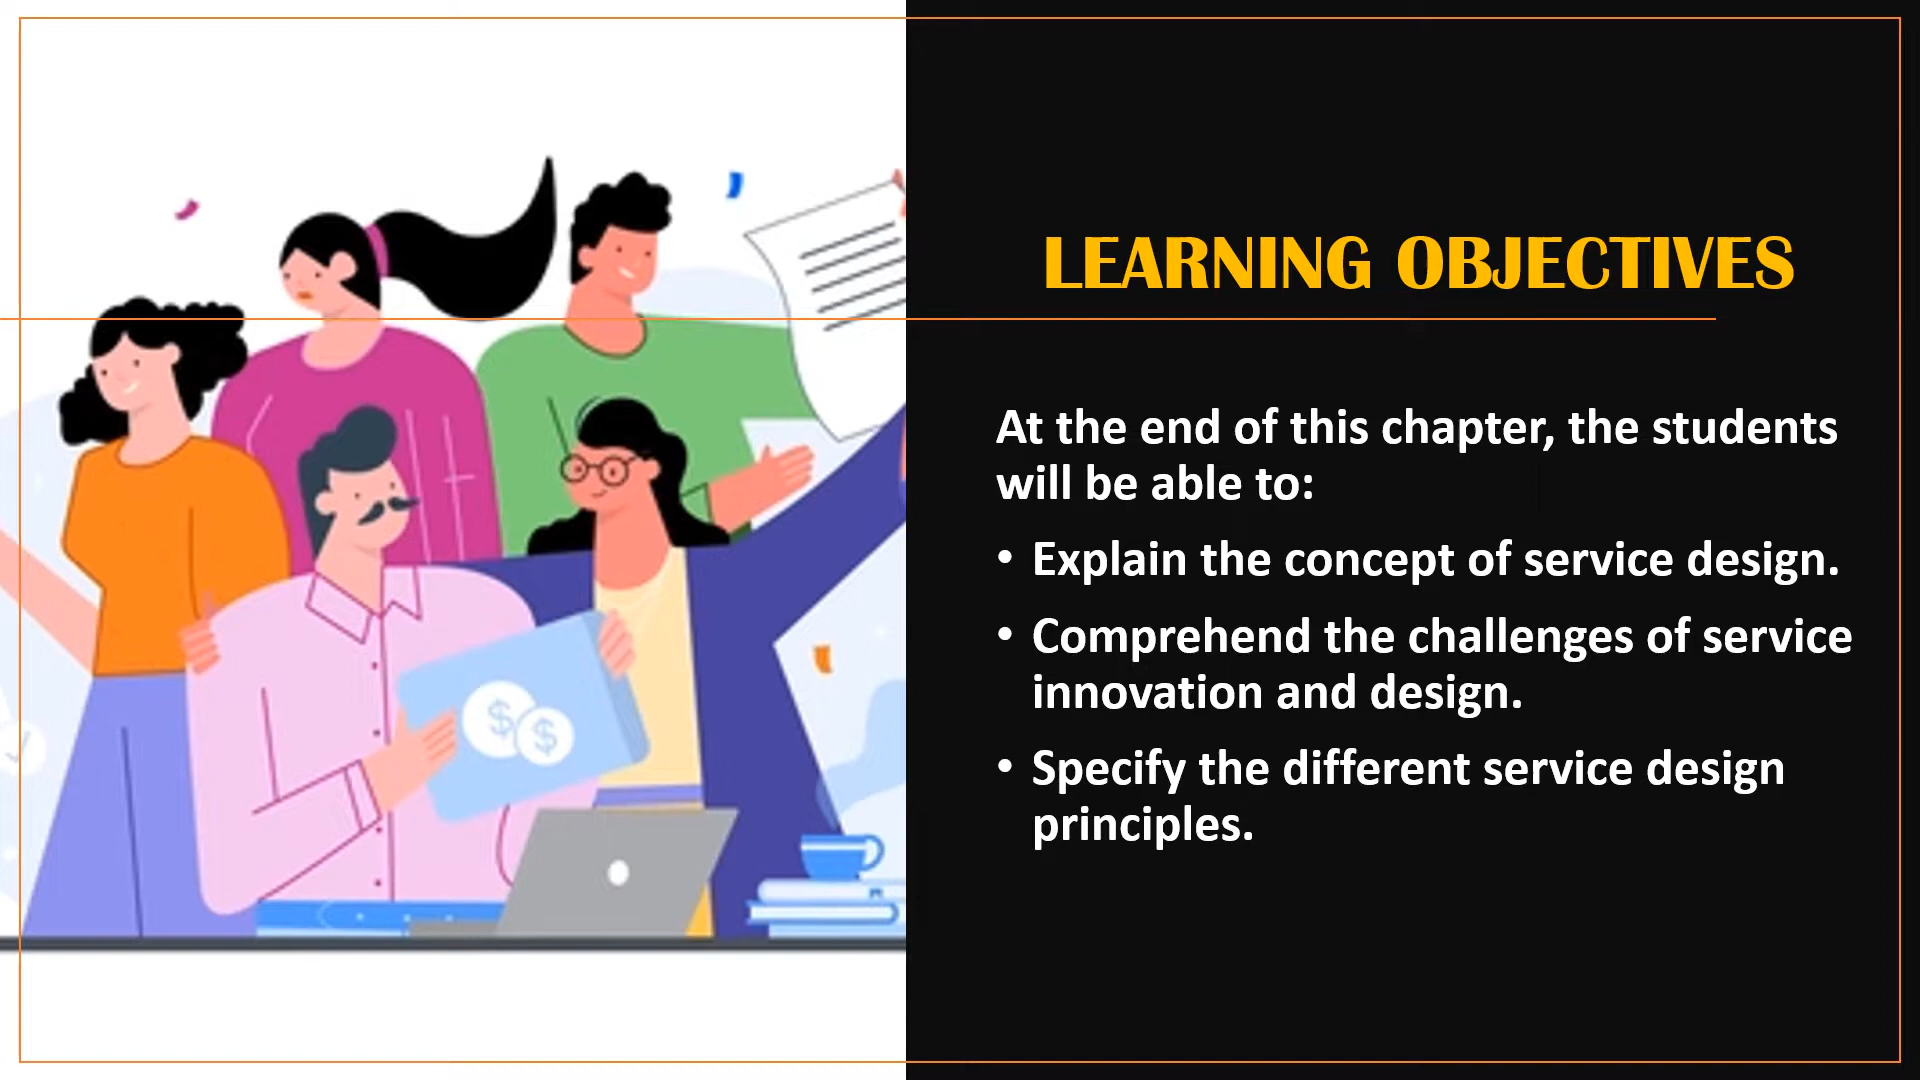 LEARNING OBJECTIVES
At the end of this chapter, the students
will be able to:
• Explain the concept of service design.
• Comprehend the challenges of service
innovation and design.
• Specify the different service design
principles.
$ $